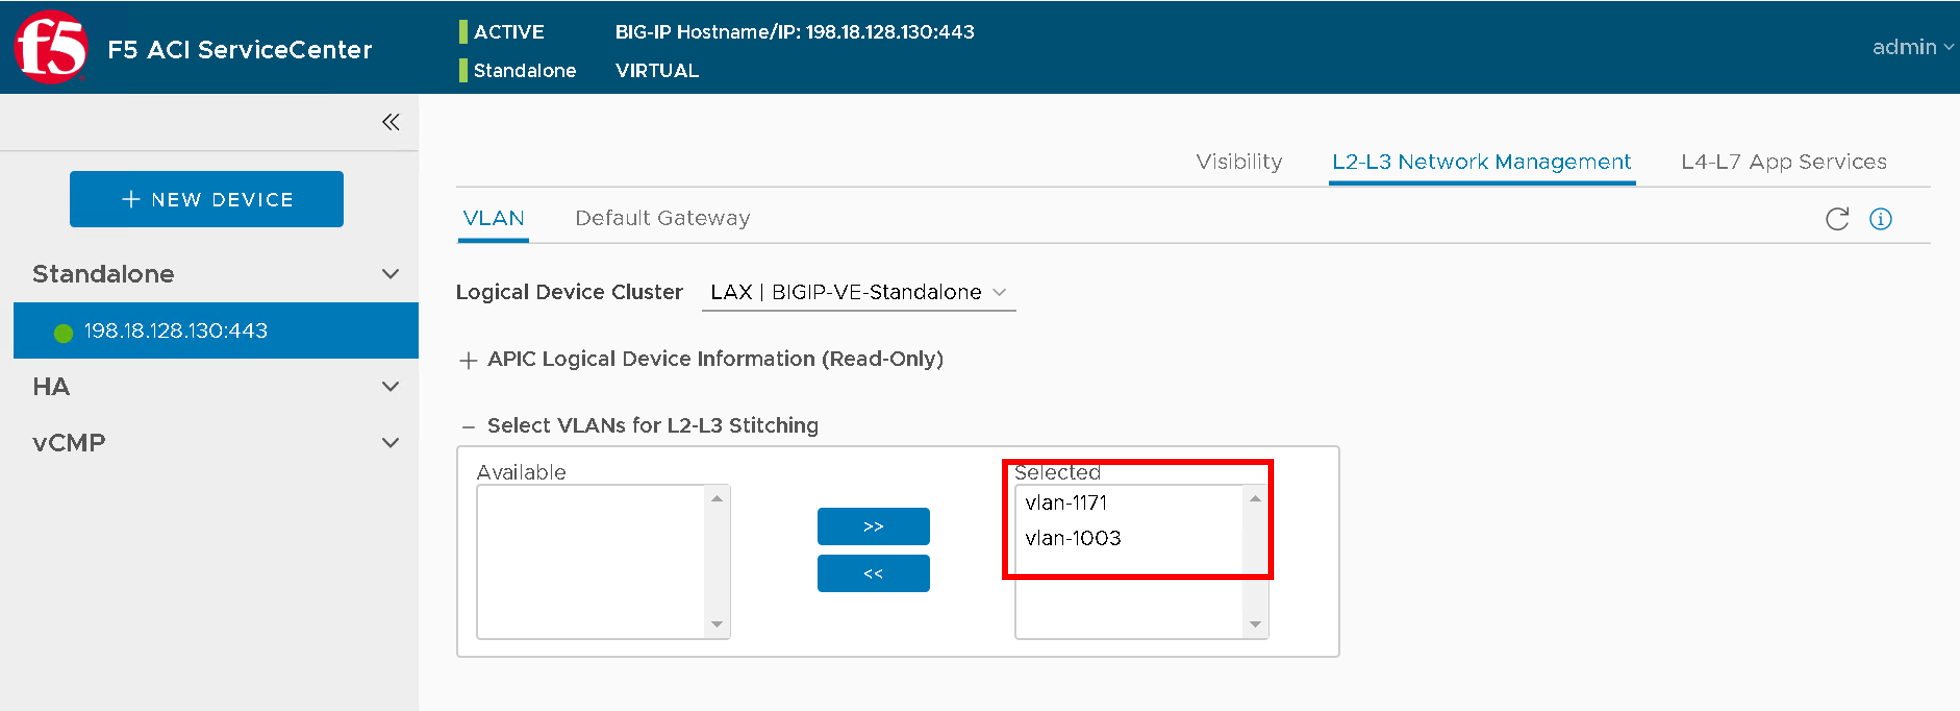 f5 F5 ACI ServiceCenter
ACTIVE BIG-IP Hostname/IP: 198.18.128.130:443
Standalone VIRTUAL
admin
NEW DEVICE
Standalone
198.18.128.130:443
HA
vCMP
Visibility L2-L3 Network Management L4-L7 App Services
VLAN Default Gateway
Logical Device Cluster LAX | BIGIP-VE-Standalone
+ APIC Logical Device Information (Read-Only)
– Select VLANs for L2-L3 Stitching
Available
>>
<<
Selected
vlan-1171
vlan-1003